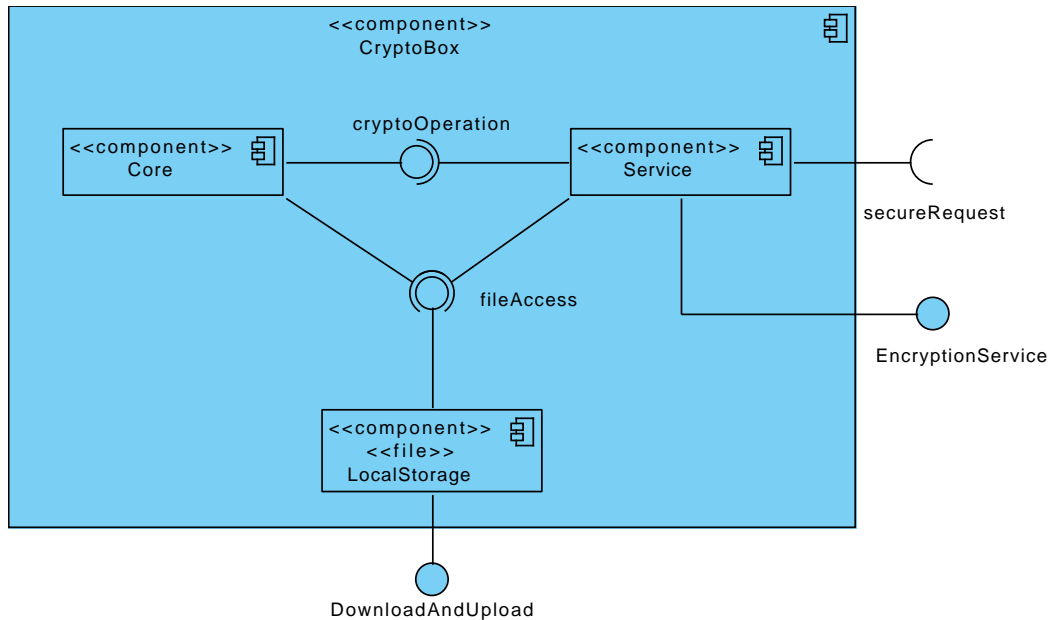 <<component>>
CryptoBox
cryptoOperation
<<component>>
Core
<<component>>
Service
secureRequest
fileAccess
EncryptionService
<<component>>
<<file>>
LocalStorage
DownloadAndUpload